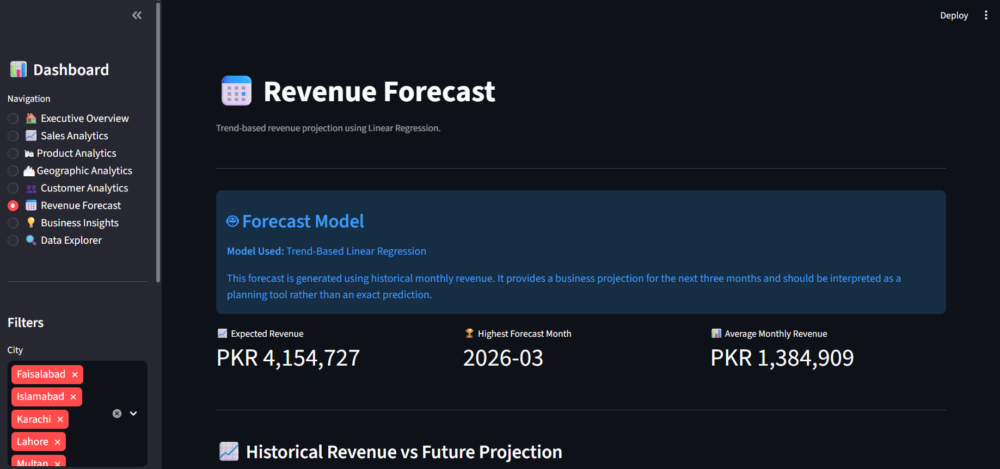 Deploy
Dashboard
Navigation
Executive Overview
Sales Analytics
Product Analytics
Geographic Analytics
Customer Analytics
Revenue Forecast
Business Insights
Data Explorer
Filters
City
Faisalabad
Islamabad
Karachi
Lahore
Multan
Revenue Forecast
Trend-based revenue projection using Linear Regression.
Forecast Model
Model Used: Trend-Based Linear Regression
This forecast is generated using historical monthly revenue. It provides a business projection for the next three months and should be interpreted as a
planning tool rather than an exact prediction.
Expected Revenue
PKR 4,154,727
Highest Forecast Month
2026-03
Average Monthly Revenue
PKR 1,384,909
Historical Revenue vs Future Projection